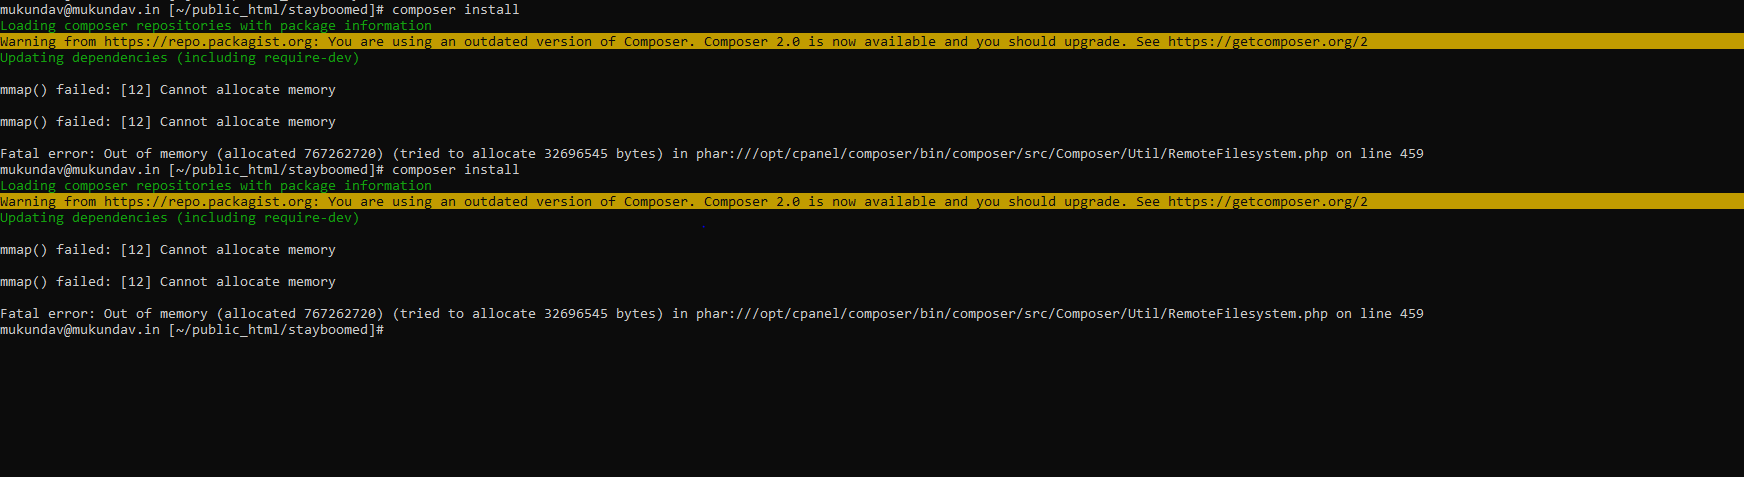 mukundav@mukundav.in [~/public_html/stayboomed]# composer install
Loading composer repositories with package information
Warning from https://repo.packagist.org: You are using an outdated version of Composer. Composer 2.0 is now available and you should upgrade. See https://getcomposer.org/2
Updating dependencies (including require-dev)
mmap() failed: [12] Cannot allocate memory
mmap() failed: [12] Cannot allocate memory
Fatal error: Out of memory (allocated 767262720) (tried to allocate 32696545 bytes) in phar:///opt/cpanel/composer/bin/composer/src/Composer/Util/RemoteFilesystem.php on line 459
mukundav@mukundav.in [~/public_html/stayboomed]# composer install
Loading composer repositories with package information
Warning from https://repo.packagist.org: You are using an outdated version of Composer. Composer 2.0 is now available and you should upgrade. See https://getcomposer.org/2
Updating dependencies (including require-dev)
mmap() failed: [12] Cannot allocate memory
mmap() failed: [12] Cannot allocate memory
Fatal error: Out of memory (allocated 767262720) (tried to allocate 32696545 bytes) in phar:///opt/cpanel/composer/bin/composer/src/Composer/Util/RemoteFilesystem.php on line 459
mukundav@mukundav.in [~/public_html/stayboomed]#